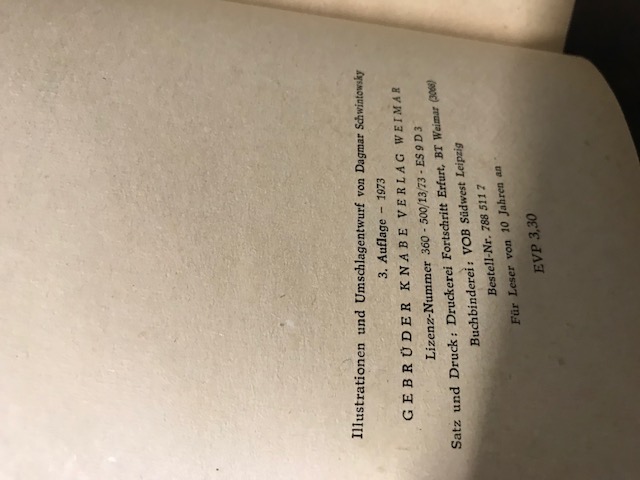 Illustrationen und Umschlagentwurf von Dagmar Schwintowsky
3. Auflage – 1973
GEBRÜDER KNABE VERLAG WEIMAR
Lizenz-Nummer 360 - 500/13/73 - ES 9 D 3
Satz und Druck: Druckerei Fortschritt Erfurt, BT Weimar (3068)
Buchbinderei: VOB Südwest Leipzig
Bestell-Nr. 788 511 7
Für Leser von 10 Jahren an
EVP 3,30